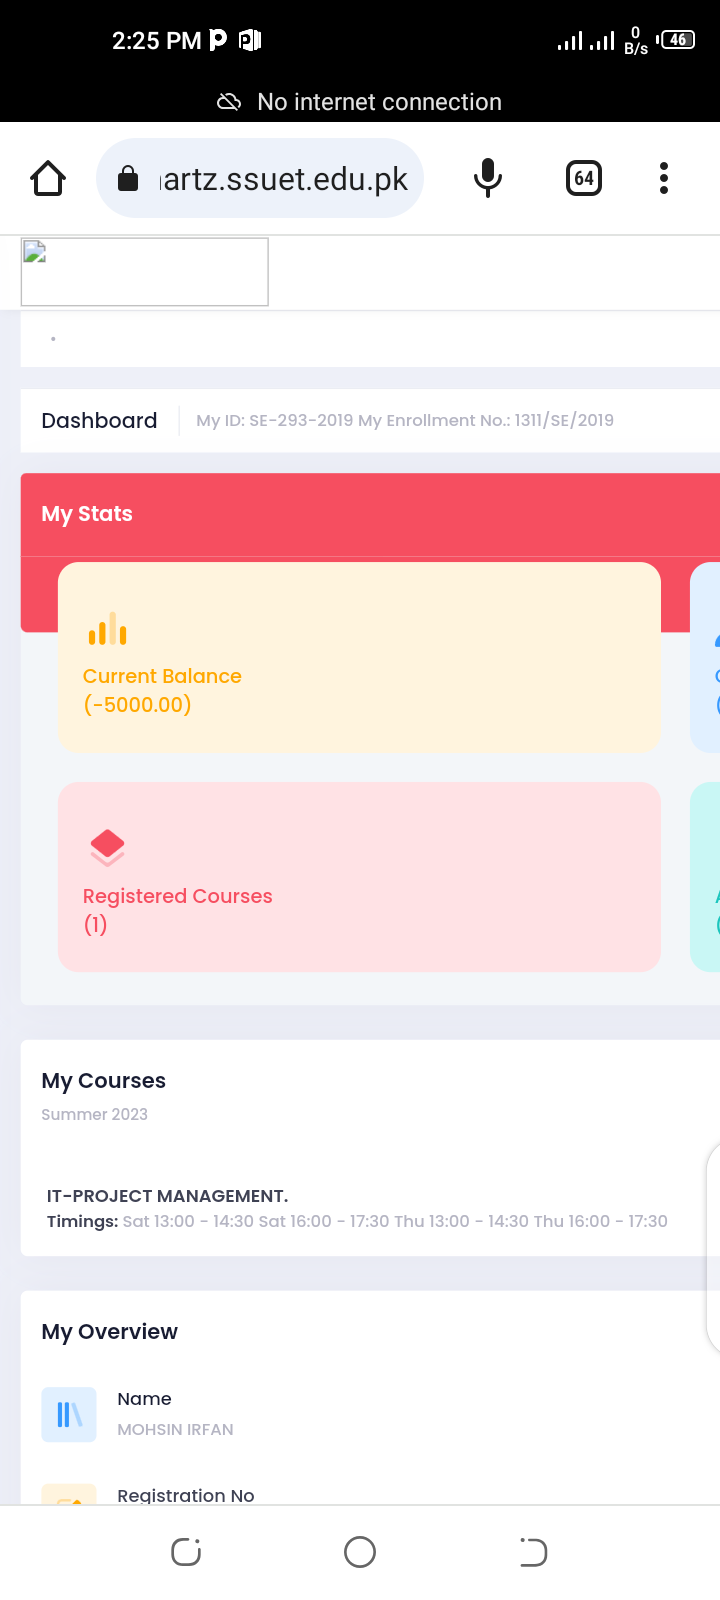 2:25 PM
0 B/s
46
No internet connection
artz.ssuet.edu.pk
64
Dashboard
My ID: SE-293-2019 My Enrollment No.: 1311/SE/2019
My Stats
Current Balance
(-5000.00)
Registered Courses
(1)
My Courses
Summer 2023
IT-PROJECT MANAGEMENT.
Timings: Sat 13:00 - 14:30 Sat 16:00 - 17:30 Thu 13:00 - 14:30 Thu 16:00 - 17:30
My Overview
Name
MOHSIN IRFAN
Registration No